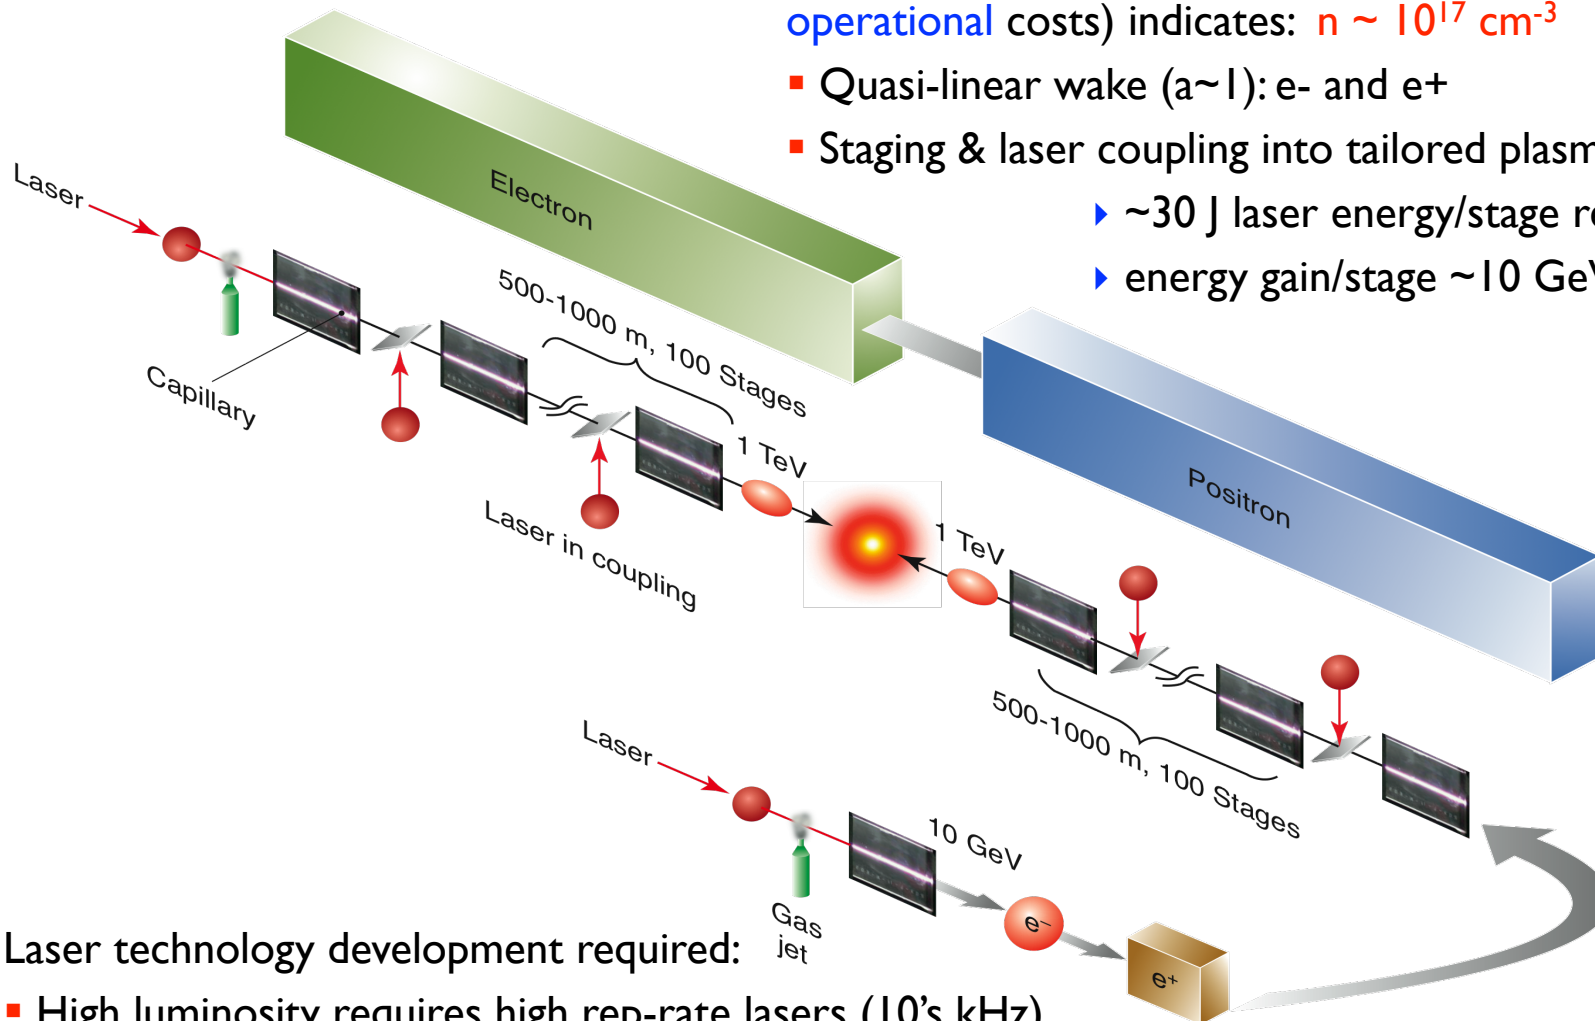 operational costs) indicates: n ~ 10¹⁷ cm⁻³
Quasi-linear wake (a~1): e- and e+
Staging & laser coupling into tailored
~30 J laser energy/stage
energy gain/stage ~10 GeV
Electron
Laser
500-1000 m, 100 Stages
Capillary
1 TeV
Laser in coupling
Positron
1 TeV
500-1000 m, 100 Stages
Laser
10 GeV
Gas
jet
e⁻
e⁺
Laser technology development required:
High luminosity requires high rep-rate lasers (10's kHz)